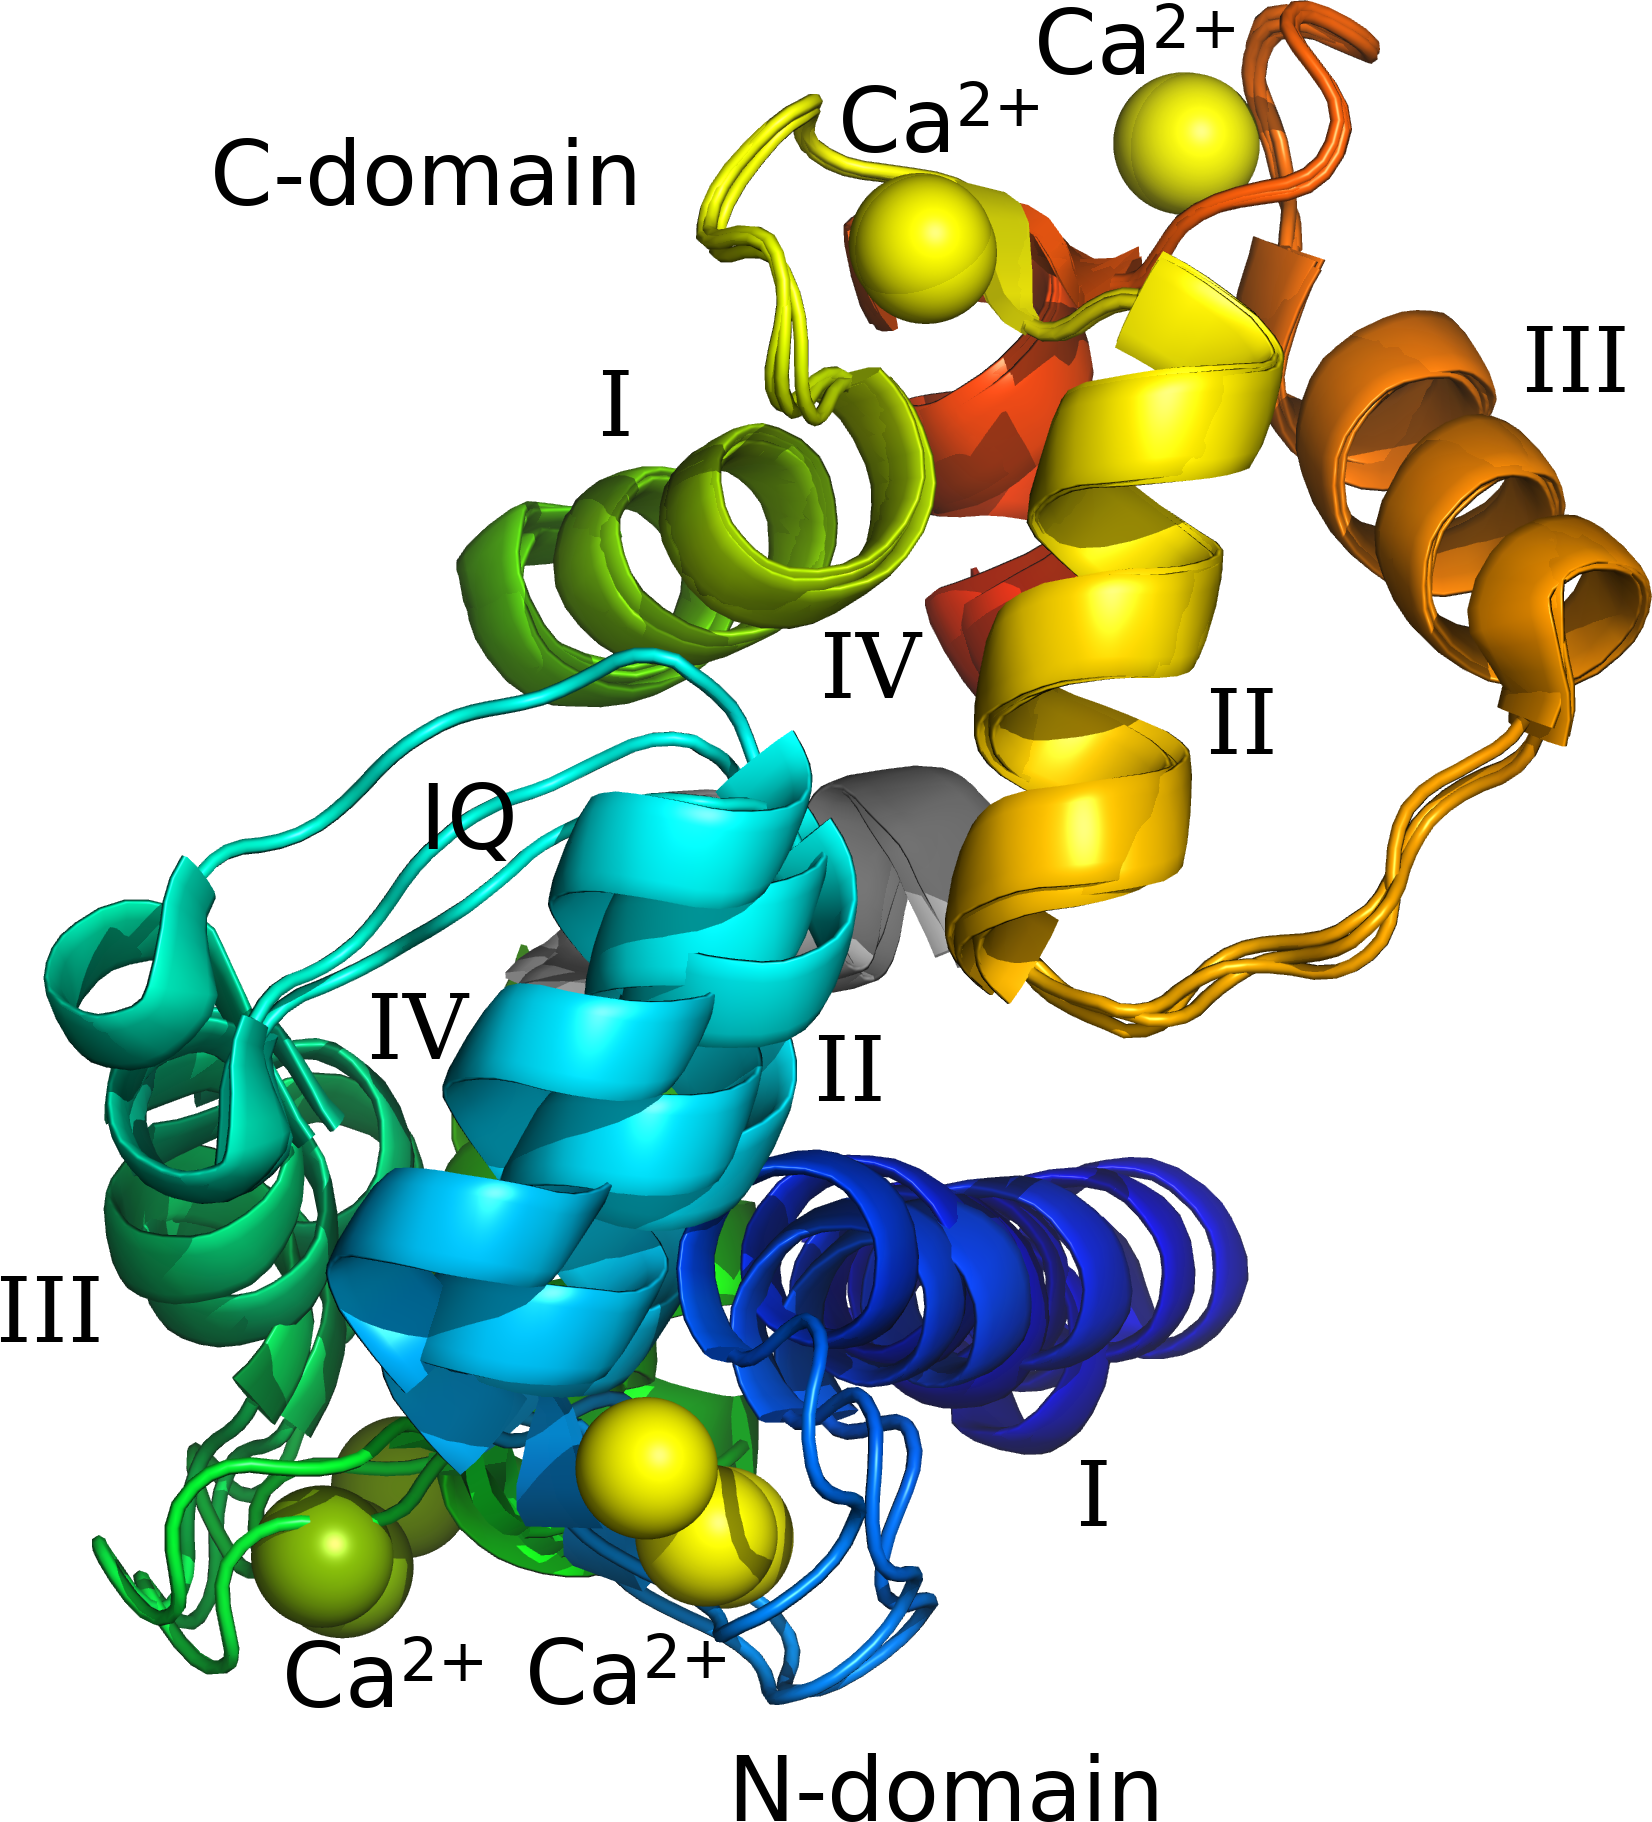 Ca²⁺
Ca²⁺
C-domain
III
I
IV
II
IQ
IV
II
III
I
Ca²⁺ Ca²⁺
N-domain